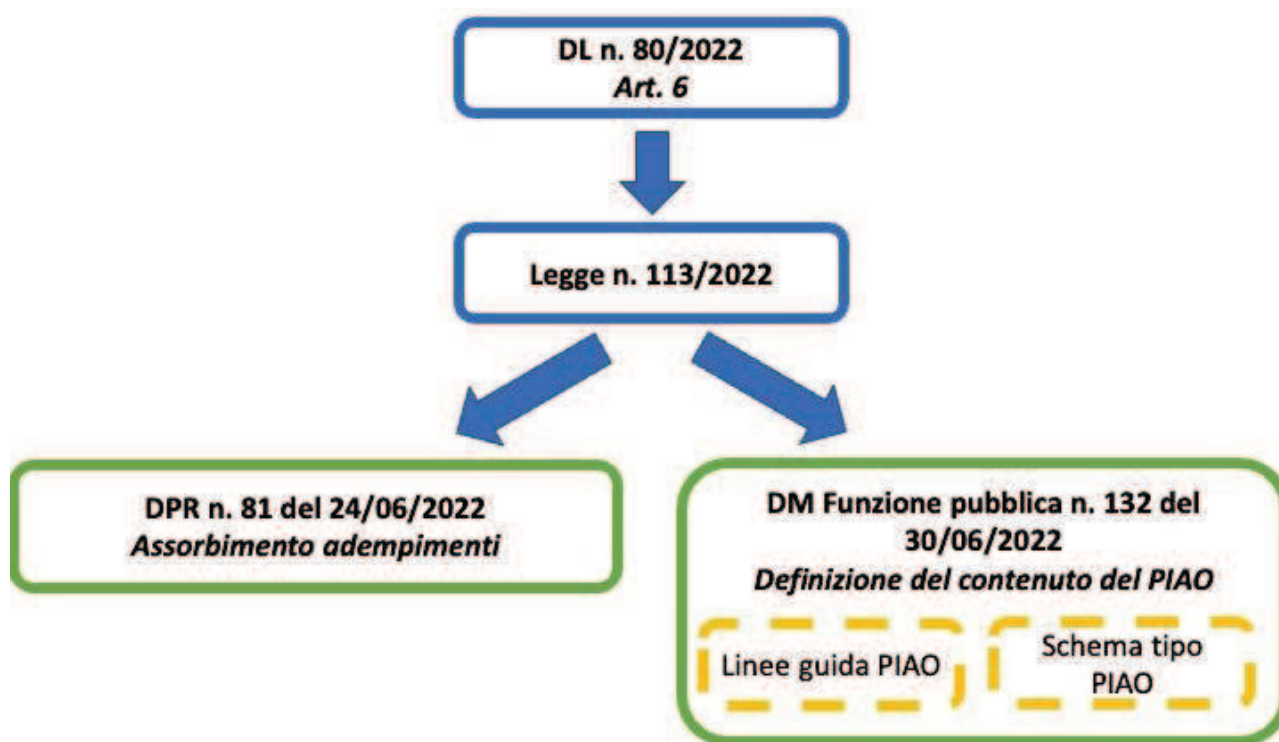 DL n. 80/2022
Art. 6
Legge n. 113/2022
DPR n. 81 del 24/06/2022
Assorbimento adempimenti
DM Funzione pubblica n. 132 del
30/06/2022
Definizione del contenuto del PIAO
Linee guida PIAO
Schema tipo
PIAO